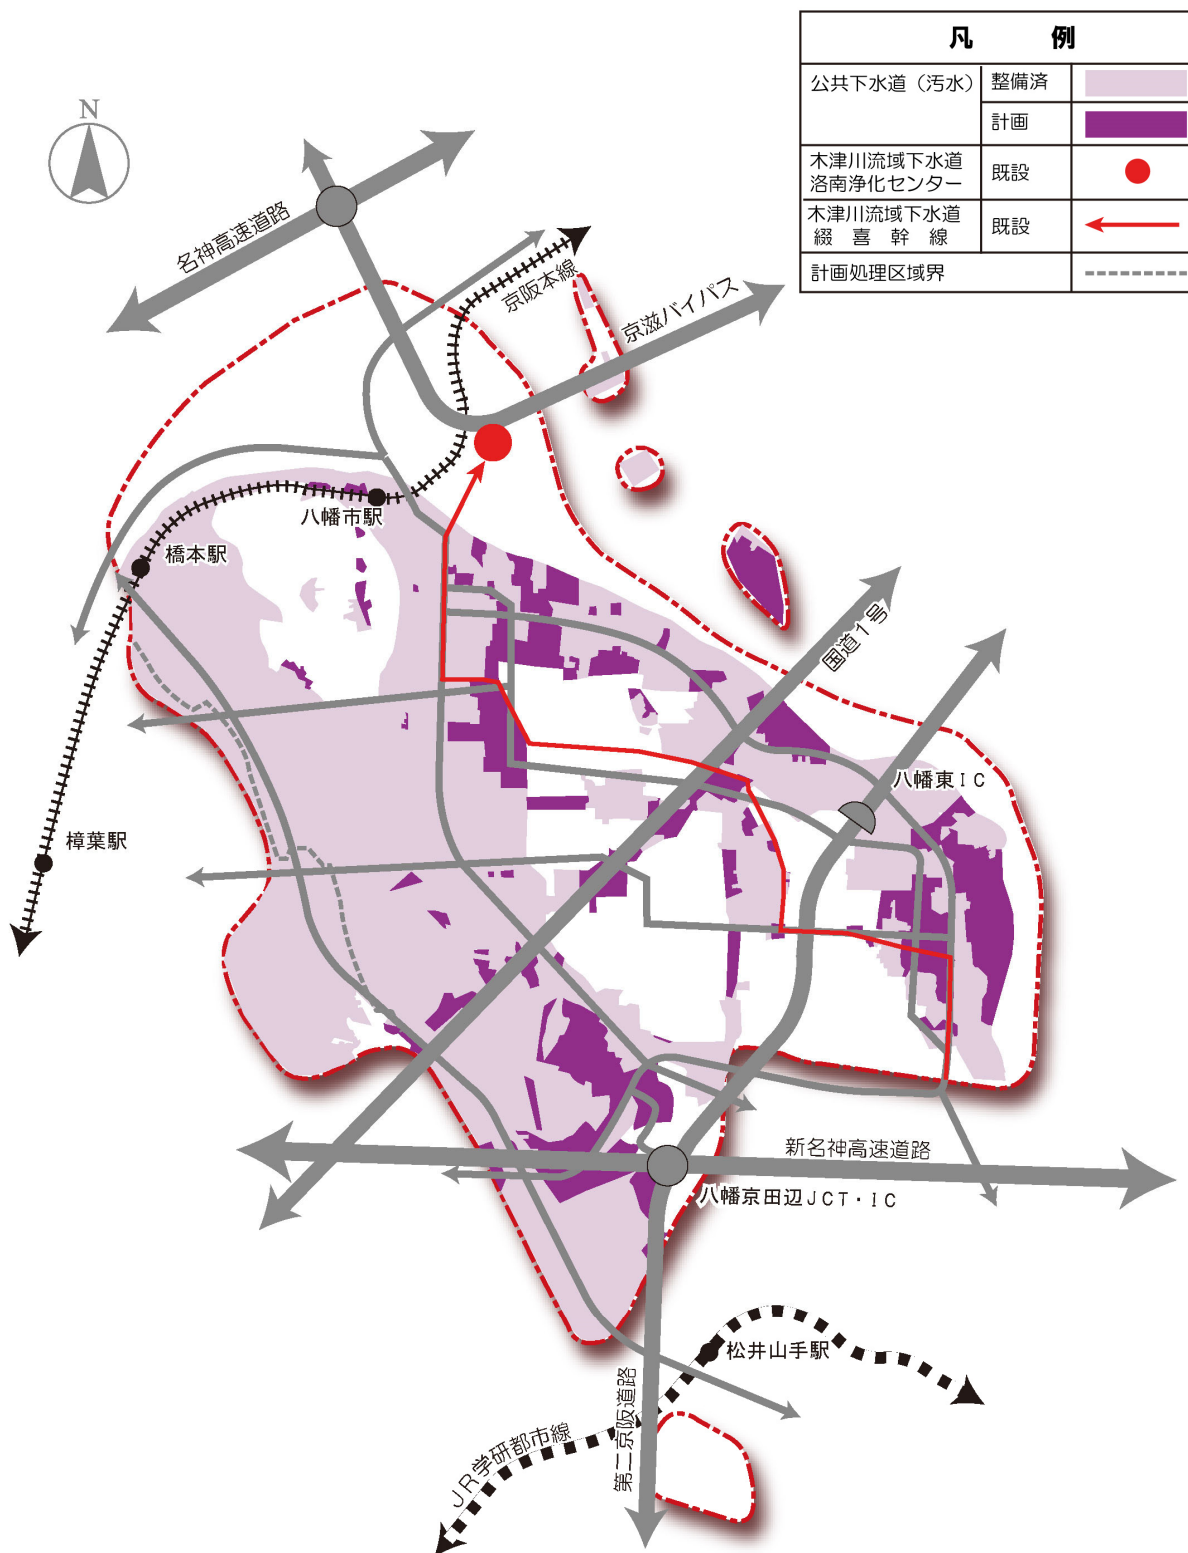 凡 例
公共下水道（汚水） 整備済
計画
木津川流域下水道
洛南浄化センター
既設
木津川流域下水道
綴喜幹線
既設
計画処理区域界
N
名神高速道路
京阪本線
京滋バイパス
八幡市駅
橋本駅
国道1号
八幡東IC
樟葉駅
新名神高速道路
八幡京田辺JCT・IC
松井山手駅
第二京阪道路
JR学研都市線